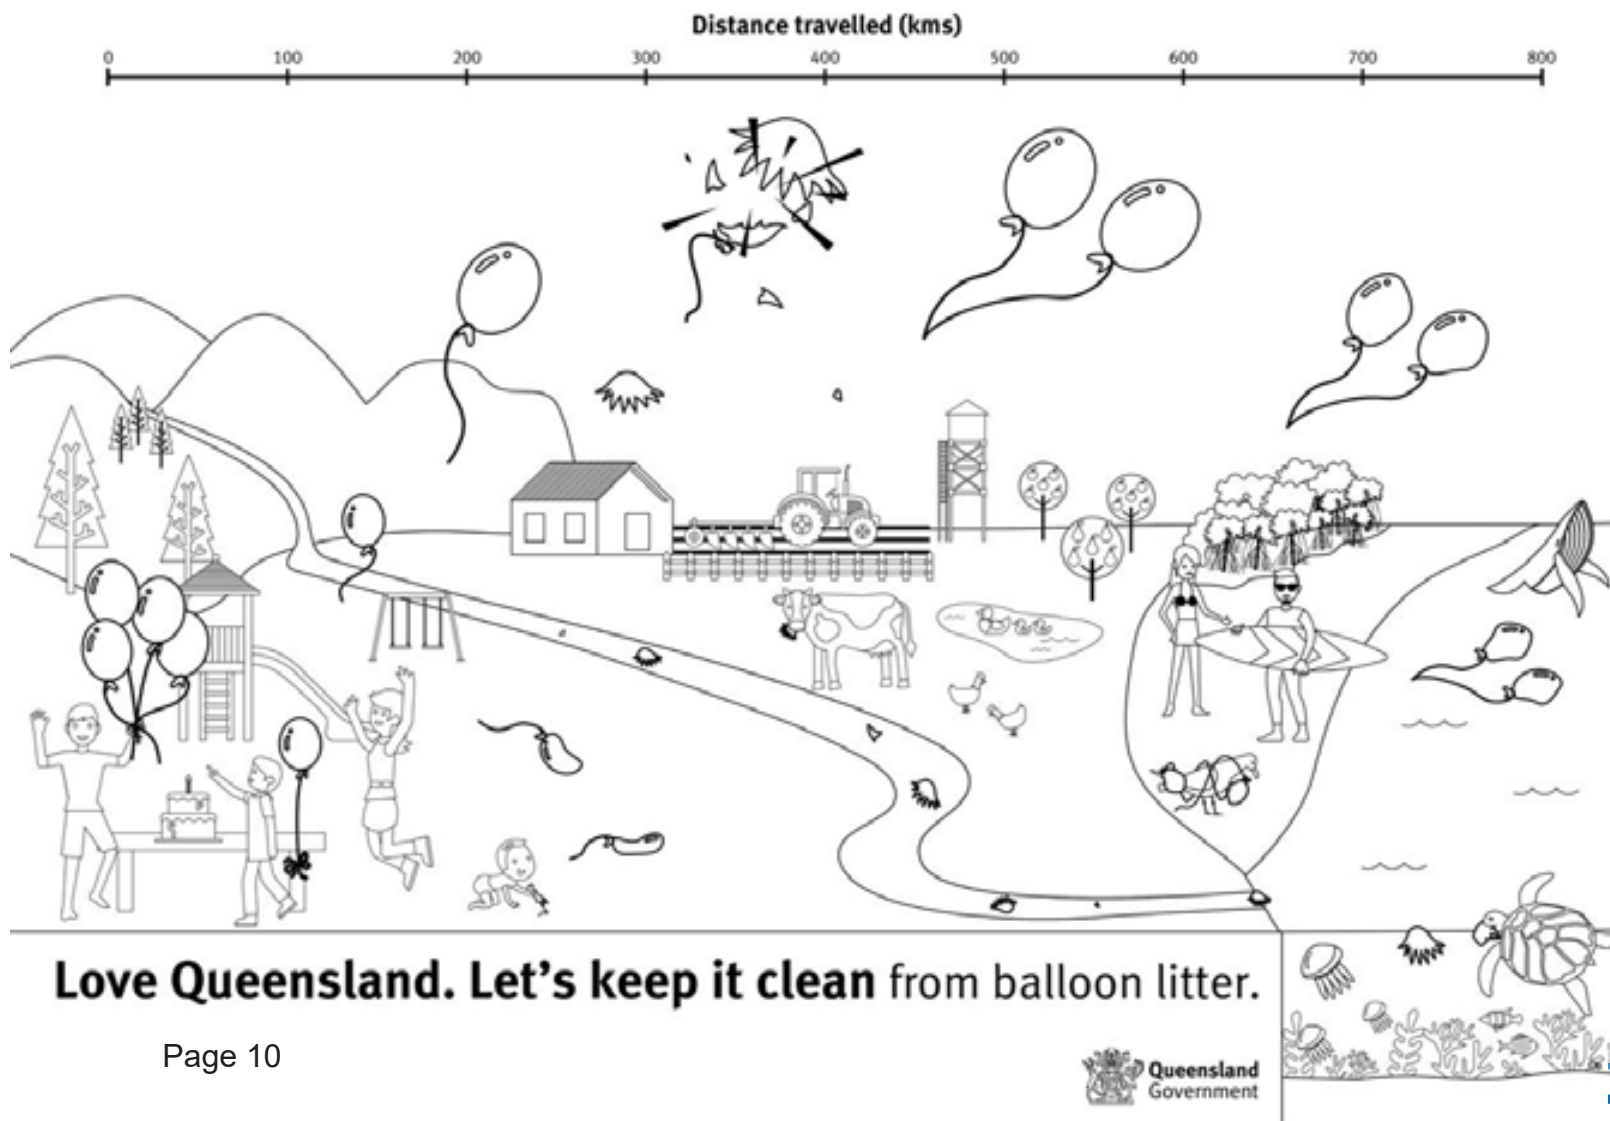 Distance travelled (kms)
0 100 200 300 400 500 600 700 800
Love Queensland. Let's keep it clean from balloon litter.
Page 10
Queensland
Government